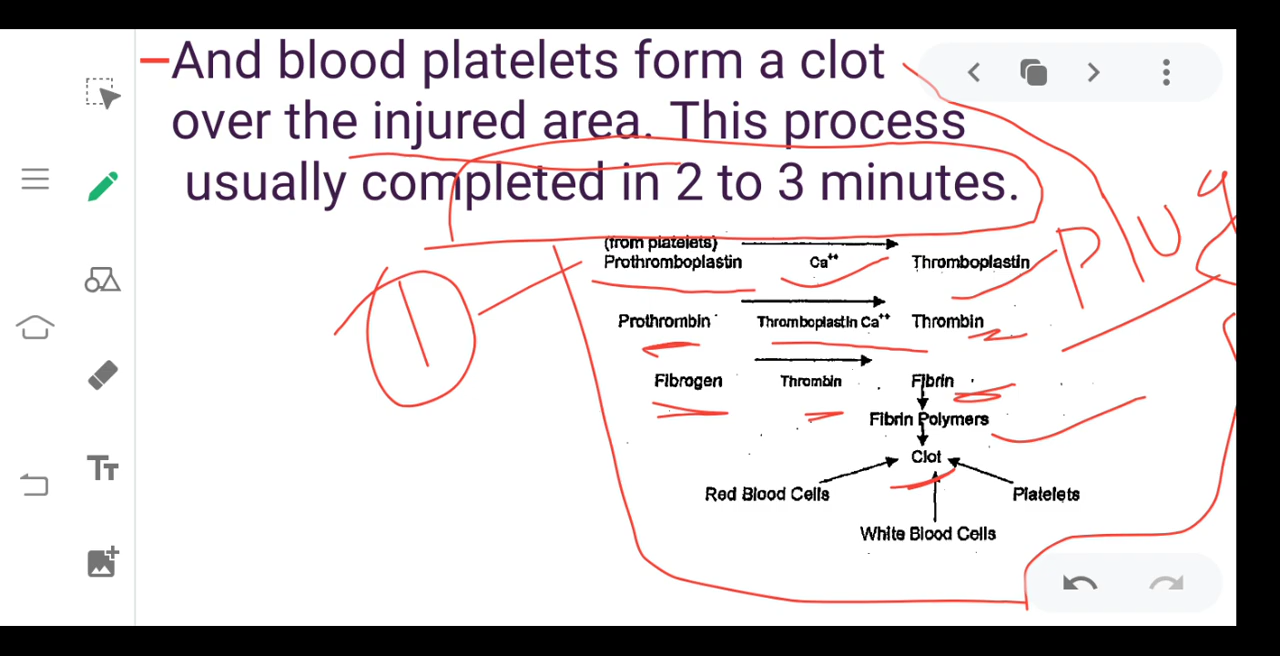 –And blood platelets form a clot
over the injured area. This process
usually completed in 2 to 3 minutes.
(from platelets)
Prothromboplastin Ca++ Thromboplastin
plug
1
Prothrombin Thromboplastin Ca++ Thrombin
Fibrogen Thrombin Fibrin
Fibrin Polymers
Clot
Red Blood Cells Platelets
White Blood Cells
TT